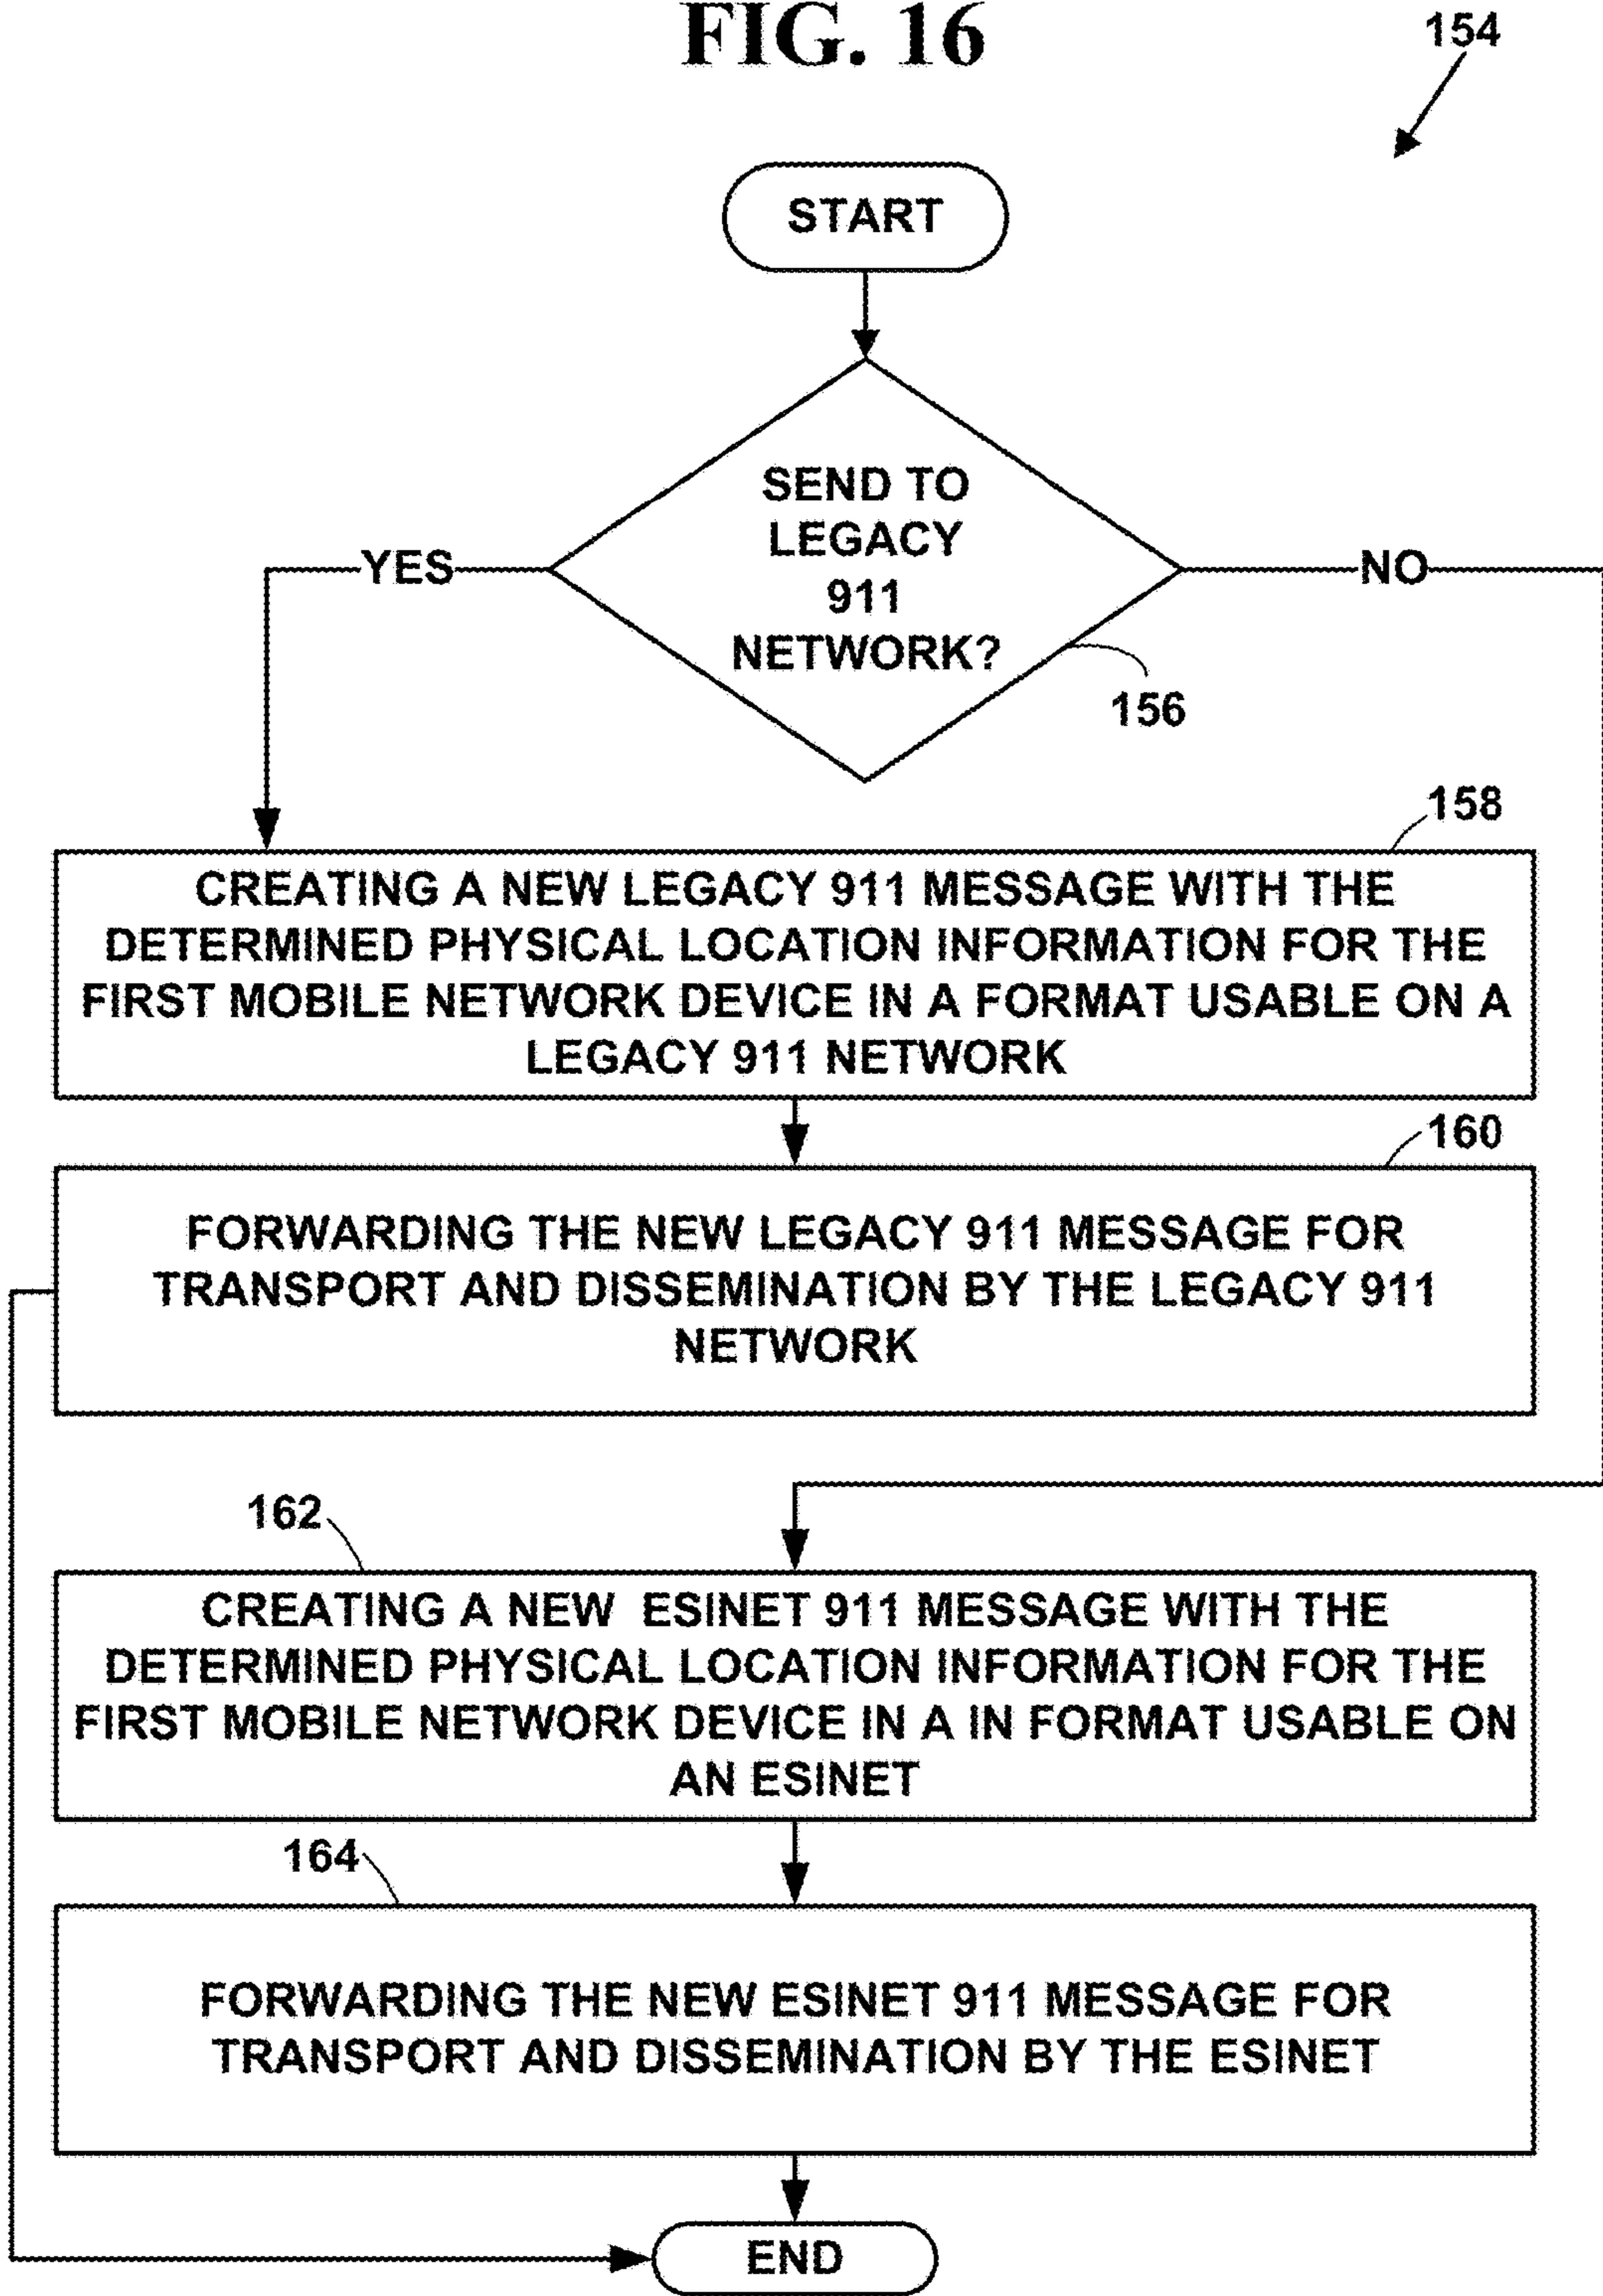 FIG. 16
154
START
SEND TO
LEGACY
911
NETWORK?
YES
NO
156
158
CREATING A NEW LEGACY 911 MESSAGE WITH THE
DETERMINED PHYSICAL LOCATION INFORMATION FOR THE
FIRST MOBILE NETWORK DEVICE IN A FORMAT USABLE ON A
LEGACY 911 NETWORK
160
FORWARDING THE NEW LEGACY 911 MESSAGE FOR
TRANSPORT AND DISSEMINATION BY THE LEGACY 911
NETWORK
162
CREATING A NEW ESINET 911 MESSAGE WITH THE
DETERMINED PHYSICAL LOCATION INFORMATION FOR THE
FIRST MOBILE NETWORK DEVICE IN A IN FORMAT USABLE ON
AN ESINET
164
FORWARDING THE NEW ESINET 911 MESSAGE FOR
TRANSPORT AND DISSEMINATION BY THE ESINET
END